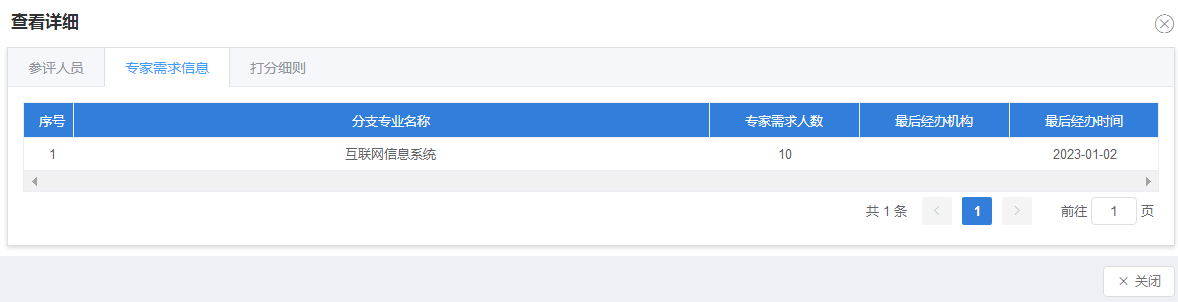 查看详细
参评人员 专家需求信息 打分细则
序号 分支专业名称 专家需求人数 最后经办机构 最后经办时间
1 互联网信息系统 10 2023-01-02
共 1 条 1 前往 1 页
关闭